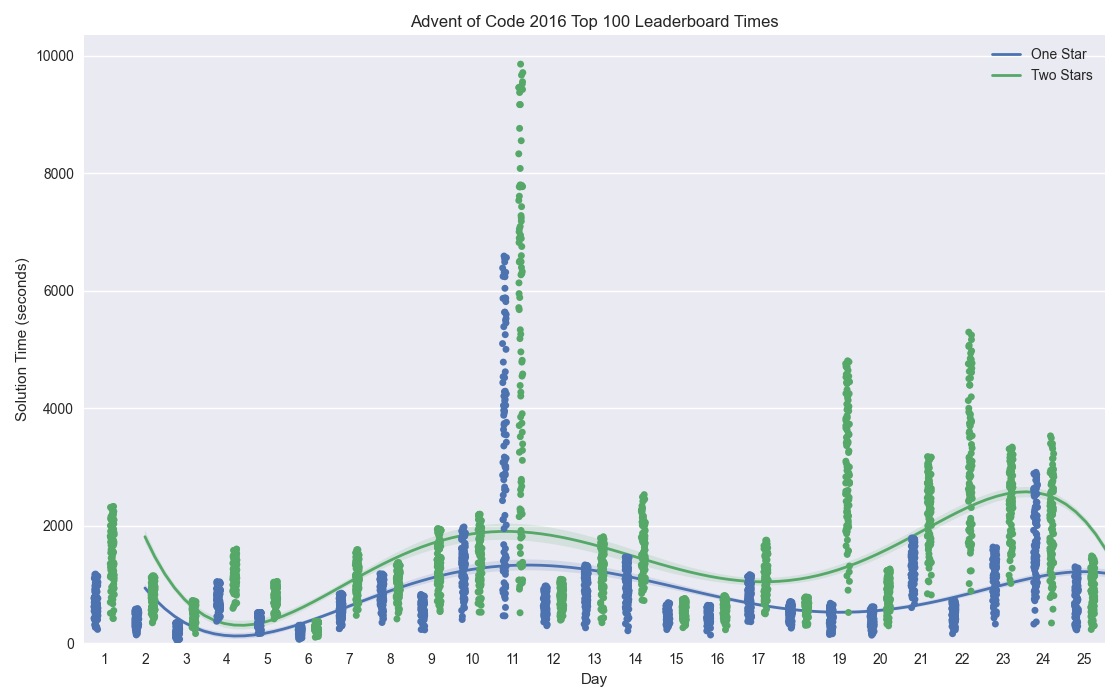 Advent of Code 2016 Top 100 Leaderboard Times
One Star
Two Stars
Solution Time (seconds)
10000
8000
6000
4000
2000
0
1 2 3 4 5 6 7 8 9 10 11 12 13 14 15 16 17 18 19 20 21 22 23 24 25
Day